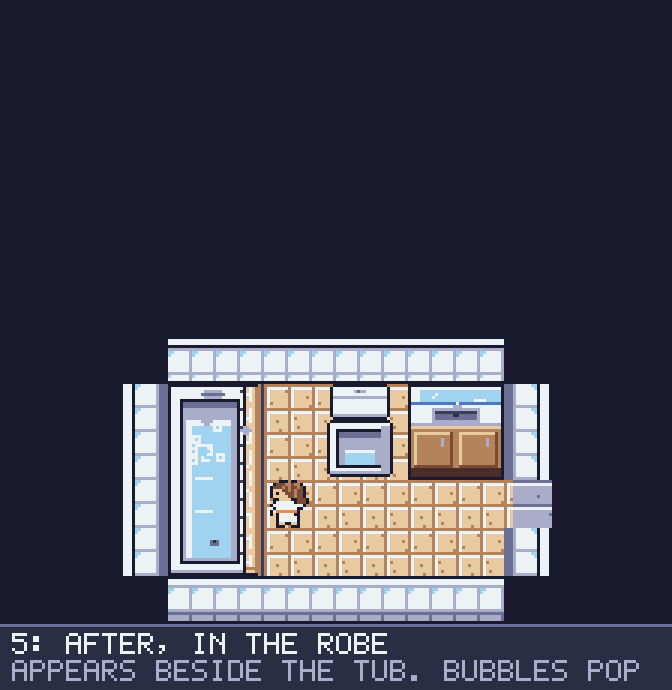 5: AFTER, IN THE ROBE
APPEARS BESIDE THE TUB. BUBBLES POP